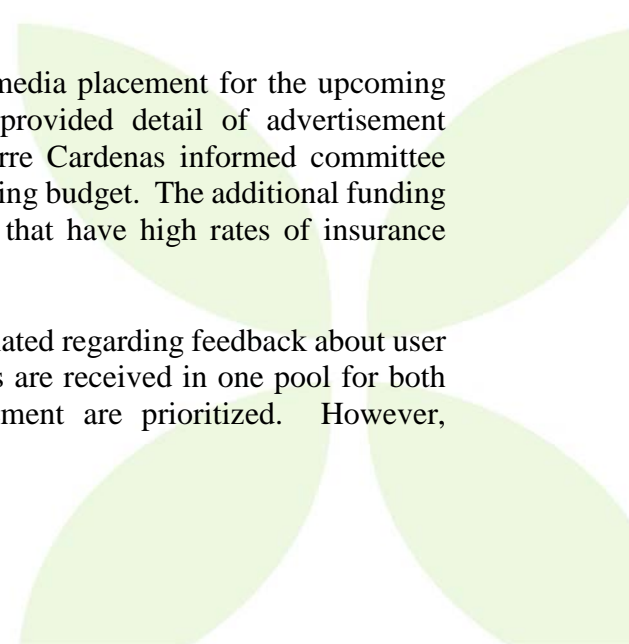 media placement for the upcoming
provided detail of advertisement
rre Cardenas informed committee
ing budget. The additional funding
that have high rates of insurance
ated regarding feedback about user
s are received in one pool for both
ment are prioritized. However,